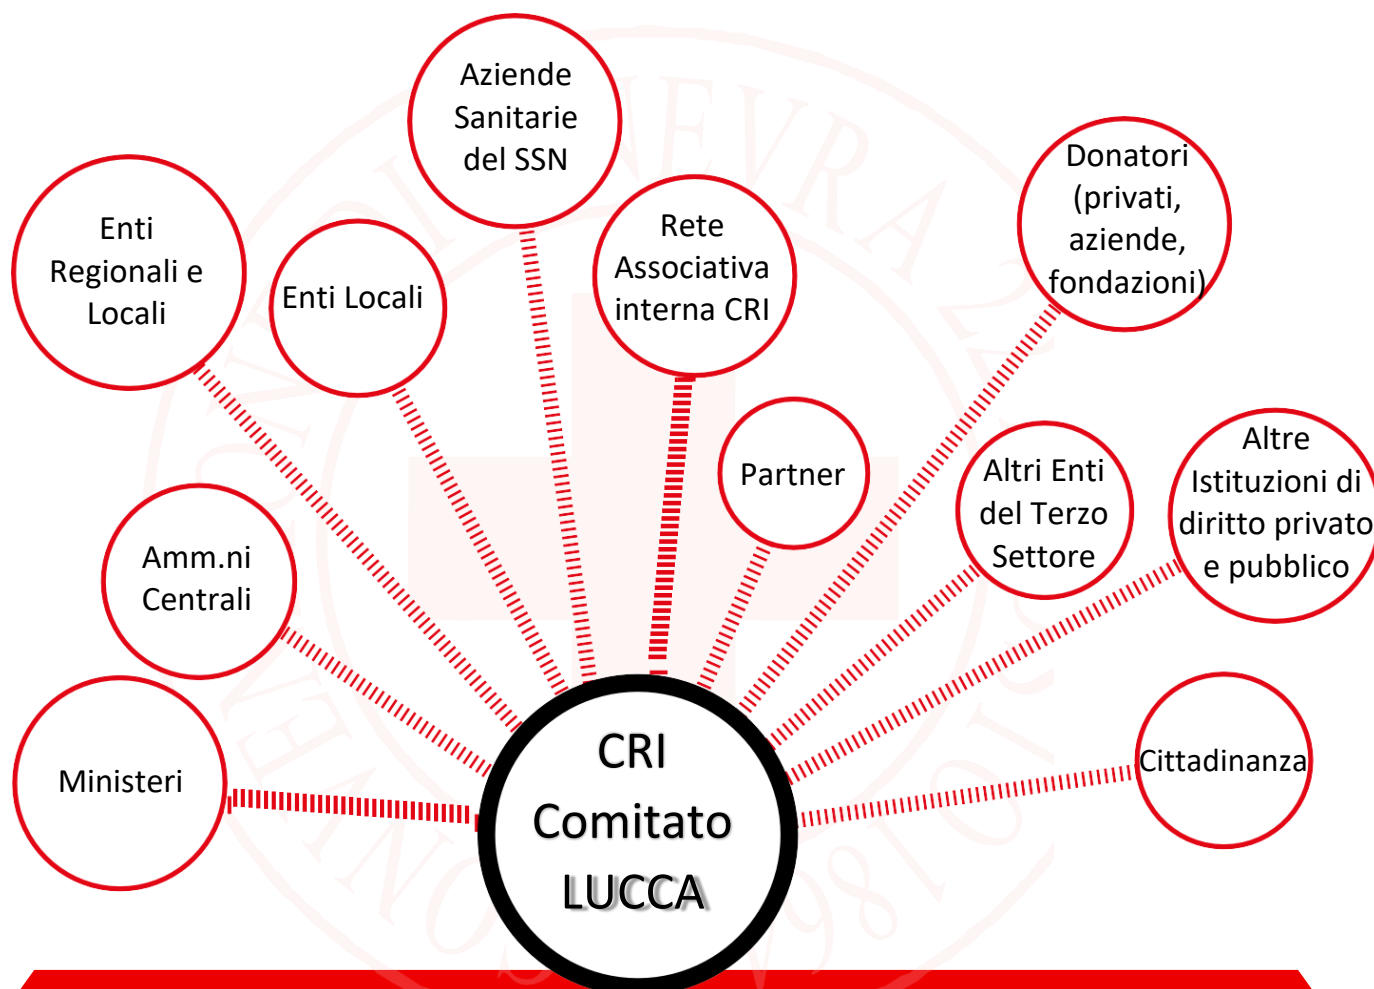 Aziende
Sanitarie
del SSN
Donatori
(privati,
aziende,
fondazioni)
Enti
Regionali e
Locali
Enti Locali
Rete
Associativa
interna CRI
Partner
Altri Enti
del Terzo
Settore
Altre
Istituzioni di
diritto privato
e pubblico
Amm.ni
Centrali
Ministeri
Cittadinanza
CRI
Comitato
LUCCA